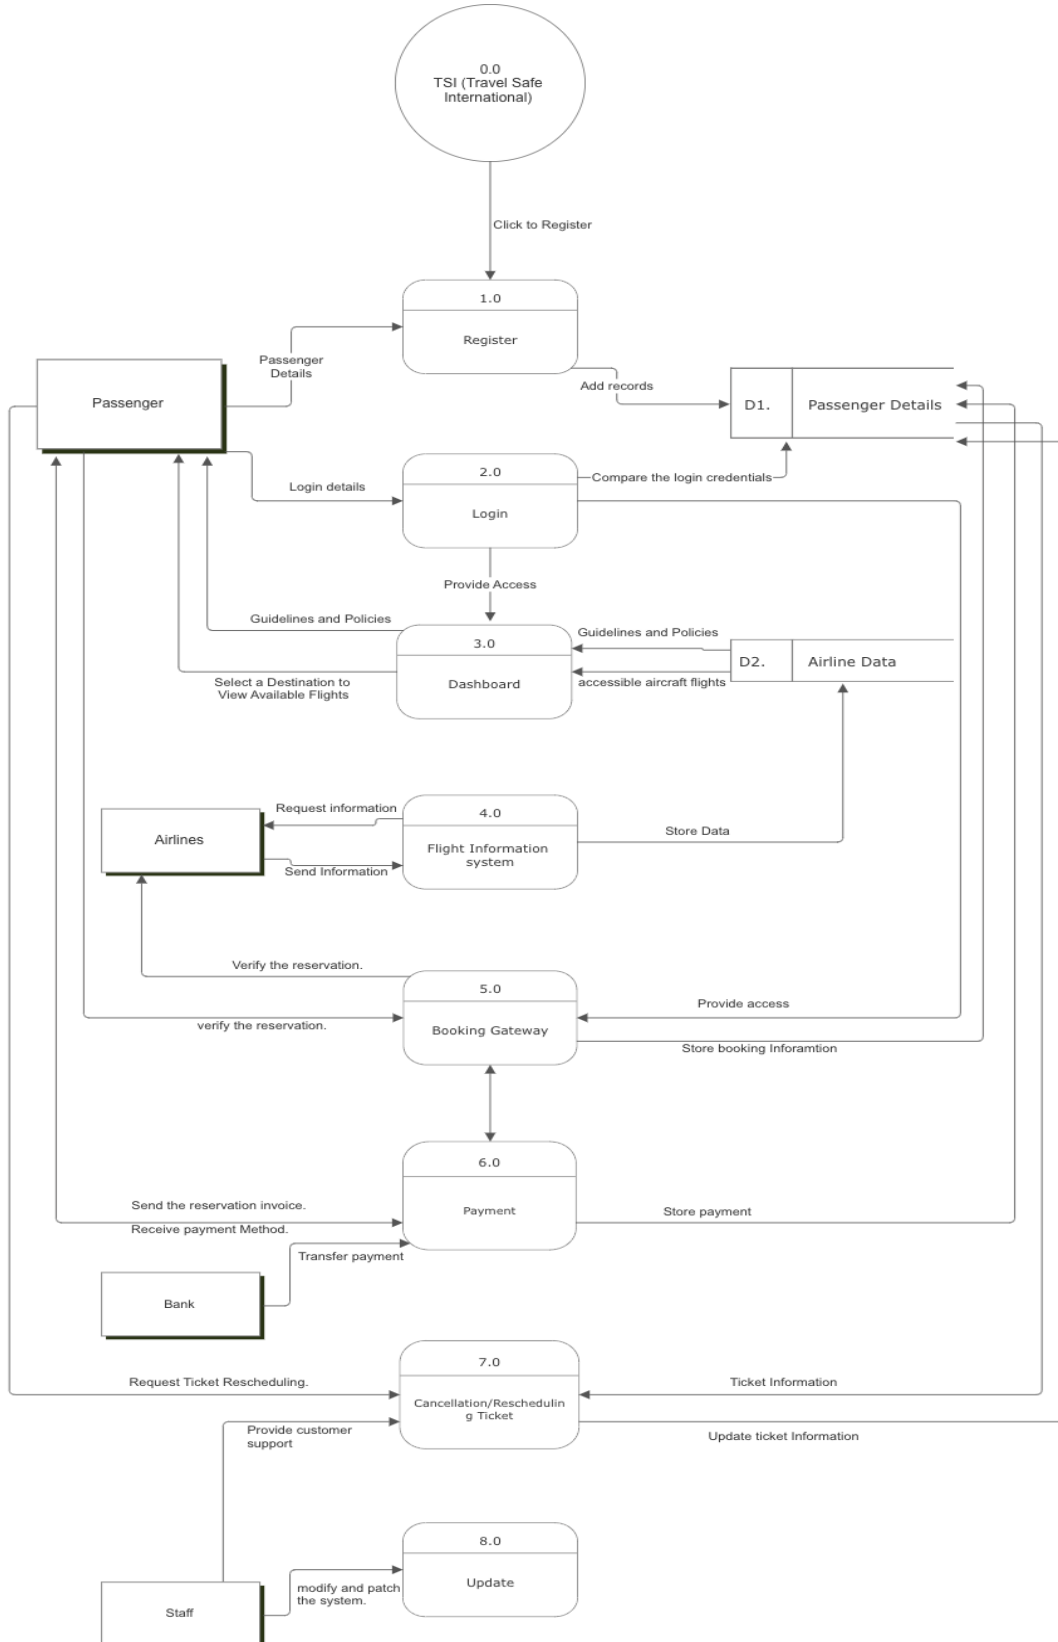 0.0
TSI (Travel Safe
International)
Click to Register
1.0
Register
Passenger
Details
Passenger
Add records
D1.
Passenger Details
Login details
2.0
Login
Compare the login credentials
Provide Access
Guidelines and Policies
3.0
Dashboard
Guidelines and Policies
D2.
Airline Data
Select a Destination to
View Available Flights
accessible aircraft flights
Request information
4.0
Flight Information
system
Airlines
Send Information
Store Data
Verify the reservation.
5.0
Booking Gateway
Provide access
verify the reservation.
Store booking Inforamtion
6.0
Payment
Send the reservation invoice.
Receive payment Method.
Store payment
Transfer payment
Bank
7.0
Cancellation/Reschedulin
g Ticket
Request Ticket Rescheduling.
Ticket Information
Provide customer
support
Update ticket Information
8.0
Update
modify and patch
the system.
Staff